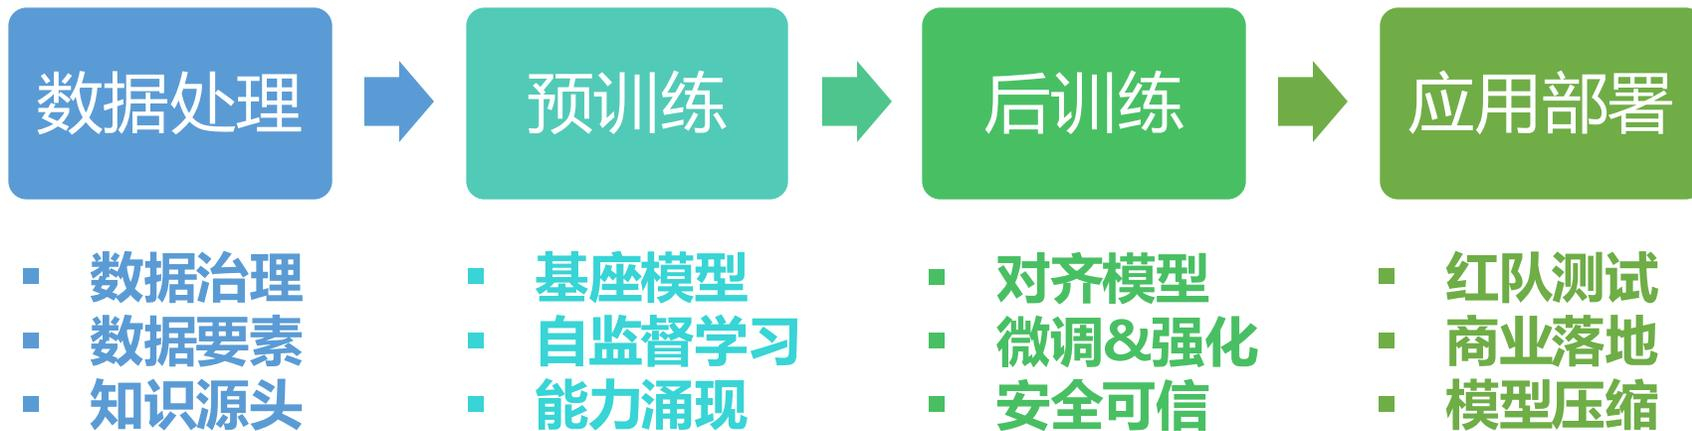 数据处理
预训练
后训练
应用部署
数据治理
数据要素
知识源头
基座模型
自监督学习
能力涌现
对齐模型
微调&强化
安全可信
红队测试
商业落地
模型压缩